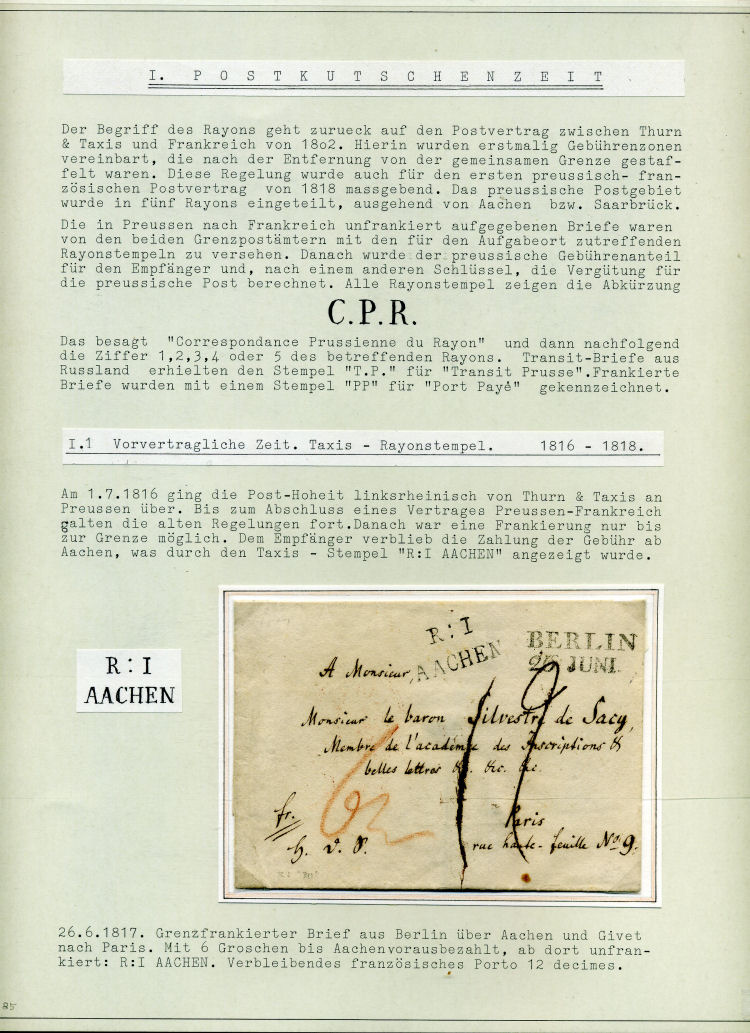 I. P O S T K U T S C H E N Z E I T
Der Begriff des Rayons geht zurueck auf den Postvertrag zwischen Thurn
& Taxis und Frankreich von 18o2. Hierin wurden erstmalig Gebührenzonen
vereinbart, die nach der Entfernung von der gemeinsamen Grenze gestaf-
felt waren. Diese Regelung wurde auch für den ersten preussisch- fran-
zösischen Postvertrag von 1818 massgebend. Das preussische Postgebiet
wurde in fünf Rayons eingeteilt, ausgehend von Aachen bzw. Saarbrück.
Die in Preussen nach Frankreich unfrankiert aufgegebenen Briefe waren
von den beiden Grenzpostämtern mit den für den Aufgabeort zutreffenden
Rayonstempeln zu versehen. Danach wurde der preussische Gebührenanteil
für den Empfänger und, nach einem anderen Schlüssel, die Vergütung für
die preussische Post berechnet. Alle Rayonstempel zeigen die Abkürzung
C.P.R.
Das besagt "Correspondance Prussienne du Rayon" und dann nachfolgend
die Ziffer 1,2,3,4 oder 5 des betreffenden Rayons. Transit-Briefe aus
Russland erhielten den Stempel "T.P." für "Transit Prusse".Frankierte
Briefe wurden mit einem Stempel "PP" für "Port Payé" gekennzeichnet.
I.1 Vorvertragliche Zeit. Taxis - Rayonstempel. 1816 - 1818.
Am 1.7.1816 ging die Post-Hoheit linksrheinisch von Thurn & Taxis an
Preussen über. Bis zum Abschluss eines Vertrages Preussen-Frankreich
galten die alten Regelungen fort.Danach war eine Frankierung nur bis
zur Grenze möglich. Dem Empfänger verblieb die Zahlung der Gebühr ab
Aachen, was durch den Taxis - Stempel "R:I AACHEN" angezeigt wurde.
R:I
AACHEN
R:I
AACHEN
BERLIN
26 JUNI
A Monsieur,
Monsieur le baron Silvestre de Sacy,
Membre de l'académie des Inscriptions &
belles lettres &c. &c. &c.
Paris
fr.
rue haute-feuille No. 9.
26.6.1817. Grenzfrankierter Brief aus Berlin über Aachen und Givet
nach Paris. Mit 6 Groschen bis Aachenvorausbezahlt, ab dort unfran-
kiert: R:I AACHEN. Verbleibendes französisches Porto 12 decimes.
85